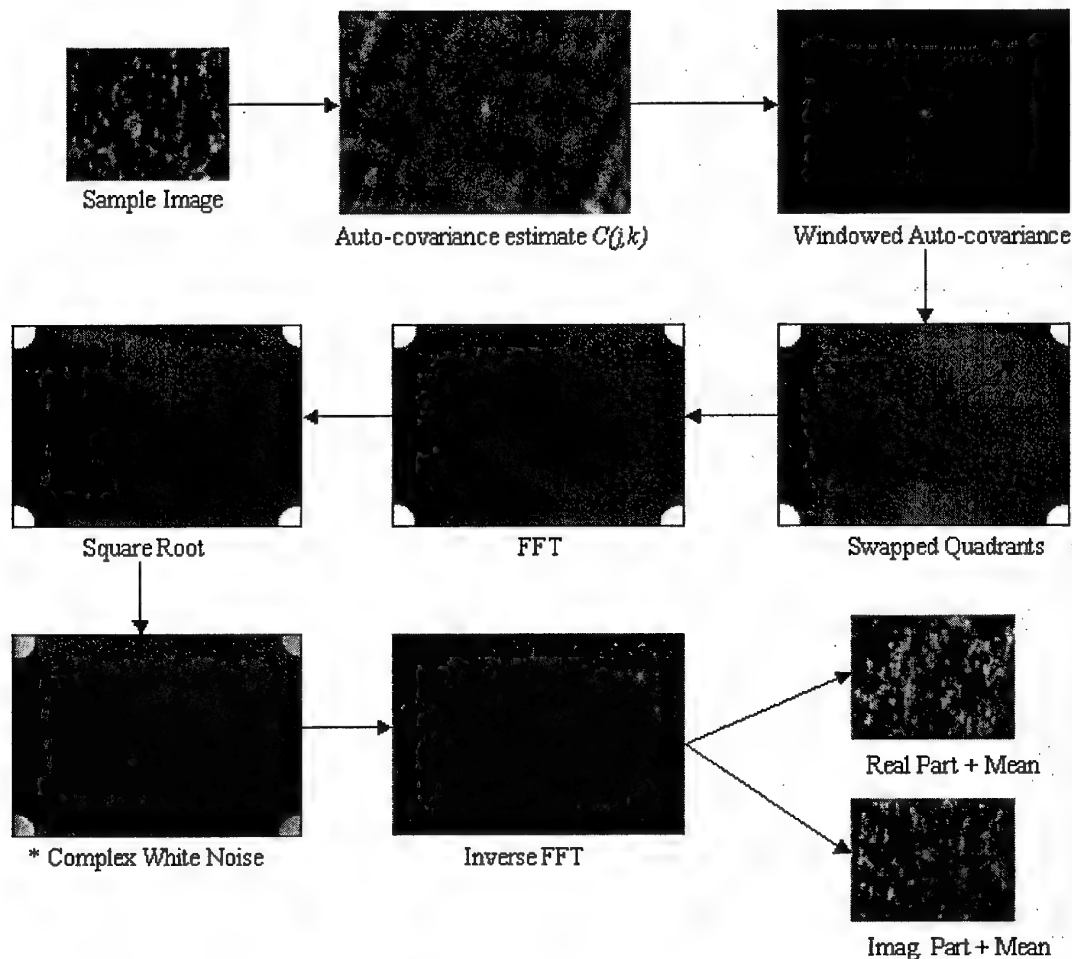 Sample Image
Auto-covariance estimate C(j,k)
Windowed Auto-covariance
Square Root
FFT
Swapped Quadrants
* Complex White Noise
Inverse FFT
Real Part + Mean
Imag. Part + Mean